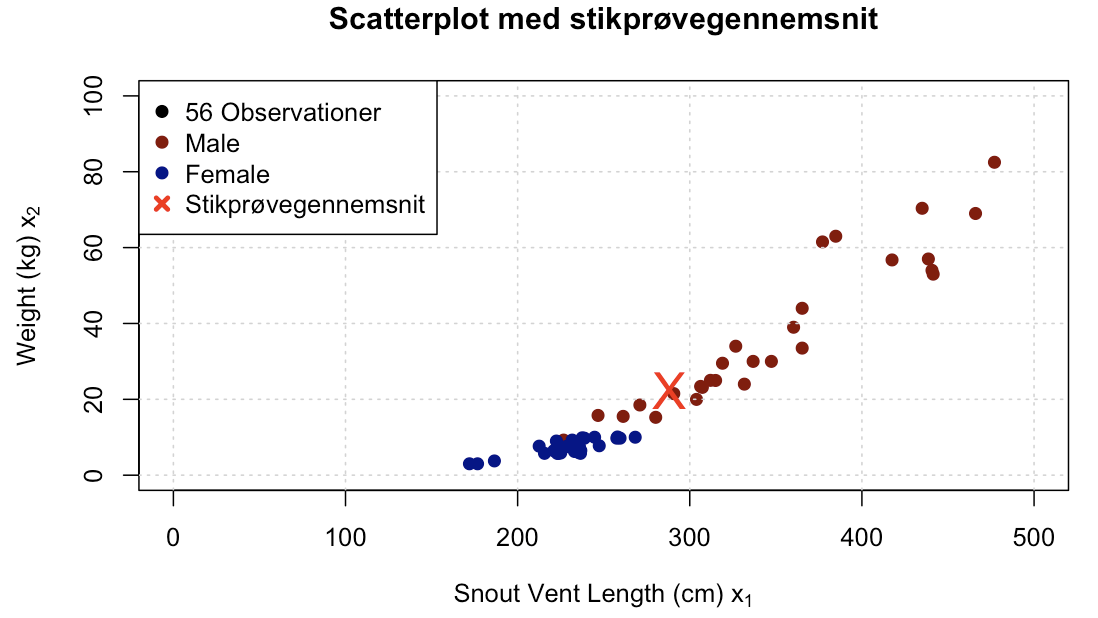 Scatterplot med stikprøvegennemsnit
56 Observationer
Male
Female
Stikprøvegennemsnit
Weight (kg) x₂
100
80
60
40
20
0
0 100 200 300 400 500
Snout Vent Length (cm) x₁